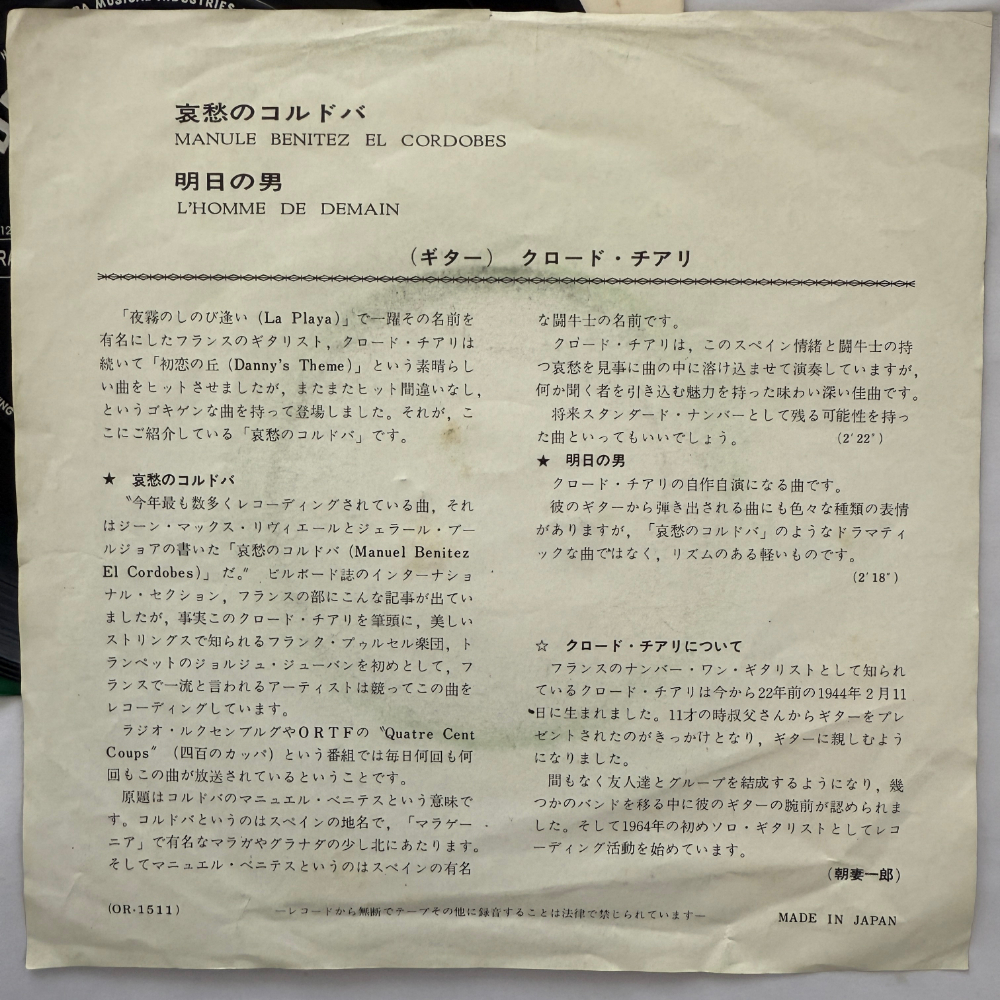 MUSICAL INDUSTRIES
哀愁のコルドバ
MANULE BENITEZ EL CORDOBES
明日の男
L'HOMME DE DEMAIN
(ギター) クロード・チアリ
「夜霧のしのび逢い (La Playa)」で一躍その名前を
有名にしたフランスのギタリスト,クロード・チアリは
続いて「初恋の丘 (Danny's Theme)」という素晴らし
い曲をヒットさせましたが,またまたヒット間違いなし,
というゴキゲンな曲を持って登場しました。それが,こ
こにご紹介している「哀愁のコルドバ」です。
★ 哀愁のコルドバ
〝今年最も数多くレコーディングされている曲,それ
はジーン・マックス・リヴィエールとジェラール・ブー
ルジョアの書いた「哀愁のコルドバ (Manuel Benitez
El Cordobes)」だ。〞 ビルボード誌のインターナショ
ナル・セクション,フランスの部にこんな記事が出てい
ましたが,事実このクロード・チアリを筆頭に,美しい
ストリングスで知られるフランク・プゥルセル楽団,ト
ランペットのジョルジュ・ジューバンを初めとして,フ
ランスで一流と言われるアーティストは競ってこの曲を
レコーディングしています。
ラジオ・ルクセンブルグやORTFの〝Quatre Cent
Coups〞 (四百のカッパ) という番組では毎日何回も何
回もこの曲が放送されているということです。
原題はコルドバのマニュエル・ベニテスという意味で
す。コルドバというのはスペインの地名で,「マラゲー
ニア」で有名なマラガやグラナダの少し北にあたります。
そしてマニュエル・ベニテスというのはスペインの有名
な闘牛士の名前です。
クロード・チアリは,このスペイン情緒と闘牛士の持
つ哀愁を見事に曲の中に溶け込ませて演奏していますが,
何か聞く者を引き込む魅力を持った味わい深い佳曲です。
将来スタンダード・ナンバーとして残る可能性を持っ
た曲といってもいいでしょう。 (2'22")
★ 明日の男
クロード・チアリの自作自演になる曲です。
彼のギターから弾き出される曲にも色々な種類の表情
がありますが,「哀愁のコルドバ」のようなドラマティ
ックな曲ではなく,リズムのある軽いものです。
(2'18")
☆ クロード・チアリについて
フランスのナンバー・ワン・ギタリストとして知られ
ているクロード・チアリは今から22年前の1944年2月11
日に生まれました。11才の時叔父さんからギターをプレ
ゼントされたのがきっかけとなり,ギターに親しむよう
になりました。
間もなく友人達とグループを結成するようになり,幾
つかのバンドを移る中に彼のギターの腕前が認められま
した。そして1964年の初めソロ・ギタリストとしてレコ
ーディング活動を始めています。
(朝妻一郎)
(OR・1511)
―レコードから無断でテープその他に録音することは法律で禁じられています―
MADE IN JAPAN